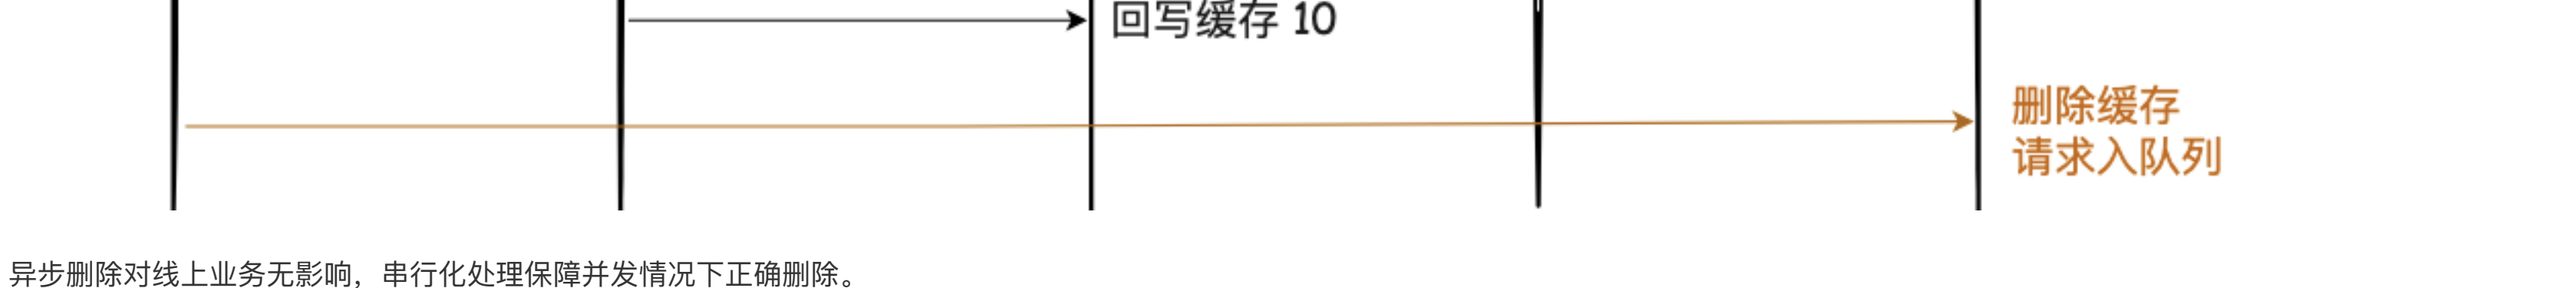 回写缓存 10
删除缓存
请求入队列
异步删除对线上业务无影响，串行化处理保障并发情况下正确删除。